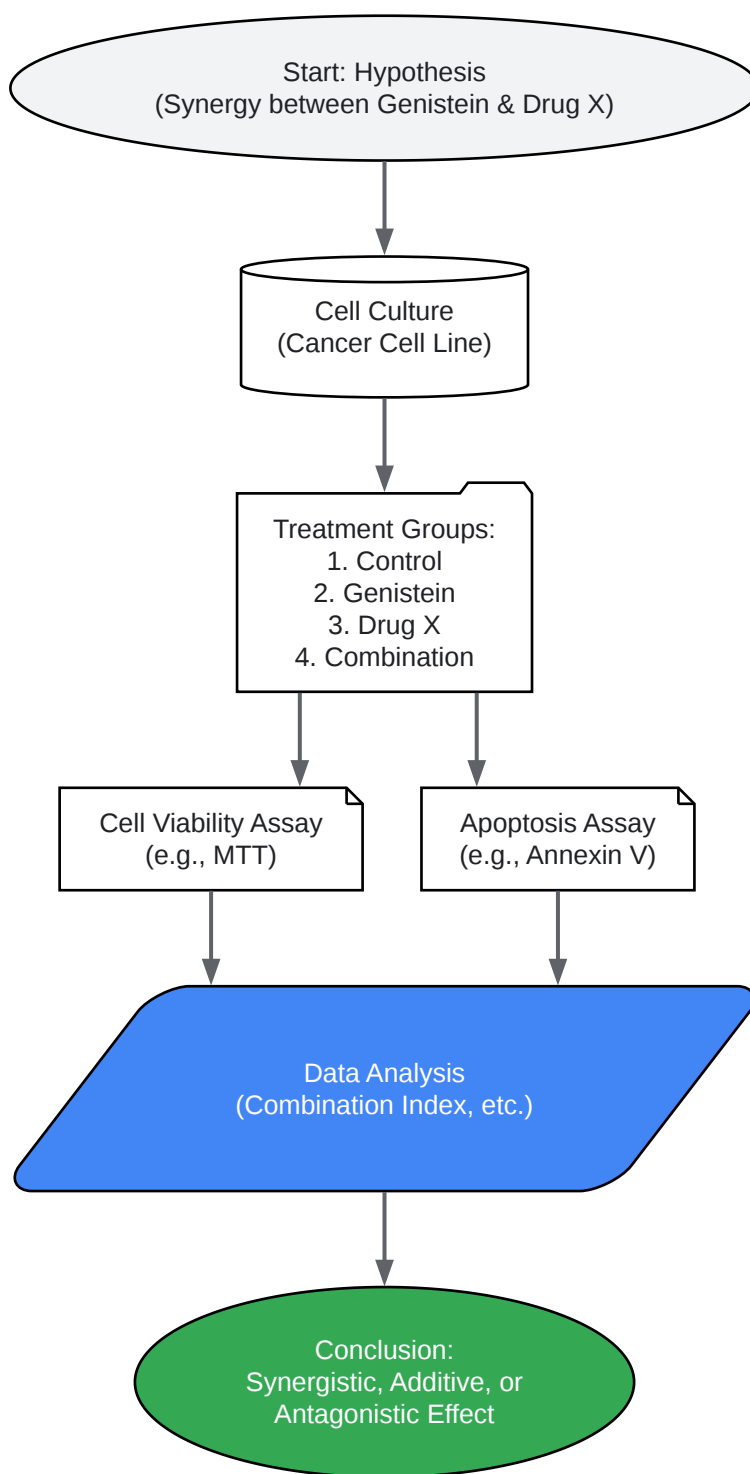 Start: Hypothesis
(Synergy between Genistein & Drug X)
Cell Culture
(Cancer Cell Line)
Treatment Groups:
1. Control
2. Genistein
3. Drug X
4. Combination
Cell Viability Assay
(e.g., MTT)
Apoptosis Assay
(e.g., Annexin V)
Data Analysis
(Combination Index, etc.)
Conclusion:
Synergistic, Additive, or
Antagonistic Effect